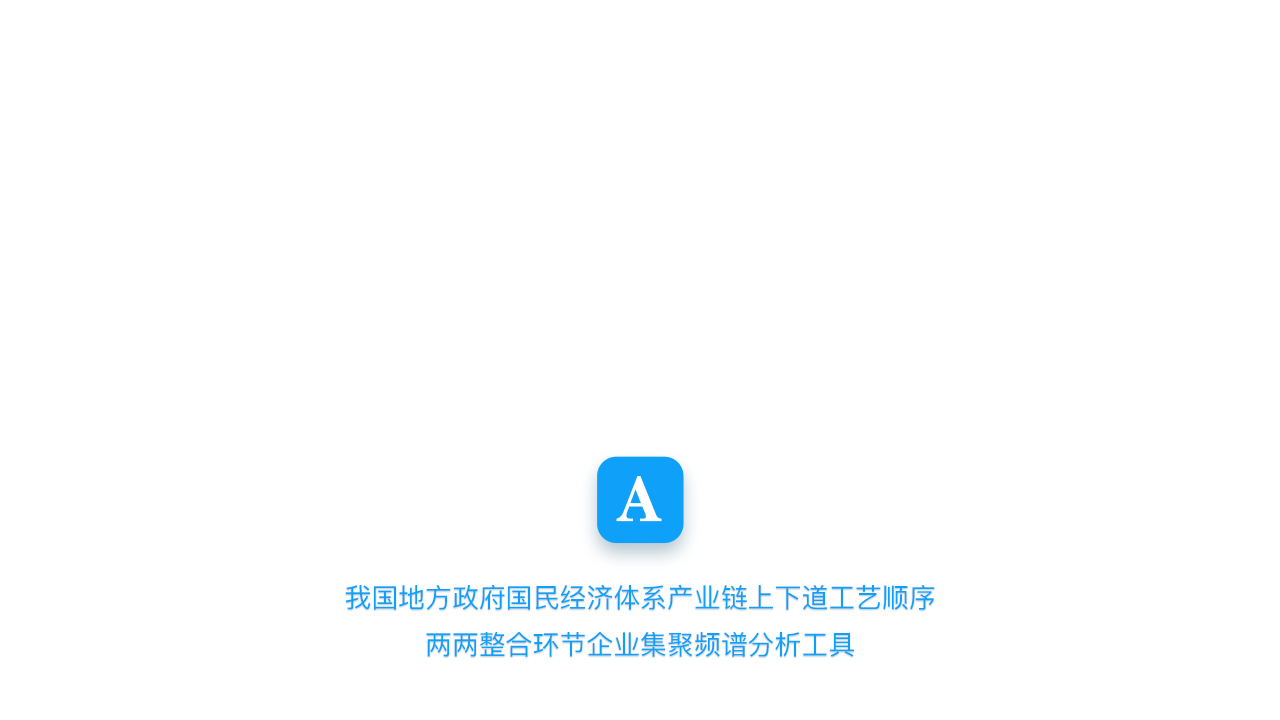 A
我国地方政府国民经济体系产业链上下道工艺顺序
两两整合环节企业集聚频谱分析工具